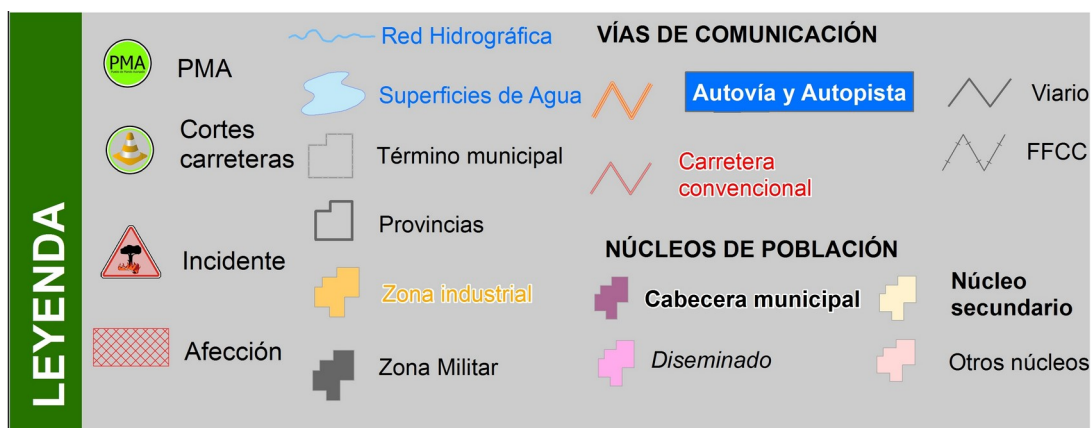 LEYENDA
PMA
PMA
Cortes
carreteras
Incidente
Afección
Red Hidrográfica
Superficies de Agua
Término municipal
Provincias
Zona industrial
Zona Militar
VÍAS DE COMUNICACIÓN
Autovía y Autopista
Carretera
convencional
Viario
FFCC
NÚCLEOS DE POBLACIÓN
Cabecera municipal
Diseminado
Núcleo
secundario
Otros núcleos